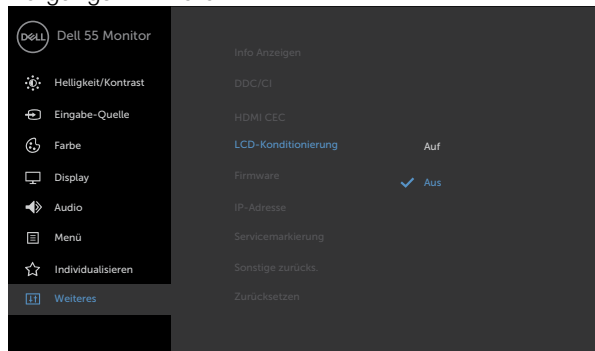 DELL
Dell 55 Monitor
Helligkeit/Kontrast
Eingabe-Quelle
Farbe
Display
Audio
Menü
Individualisieren
Weiteres
Info Anzeigen
DDC/CI
HDMI CEC
LCD-Konditionierung
Auf
Firmware
Aus
IP-Adresse
Servicemarkierung
Sonstige zurücks.
Zurücksetzen